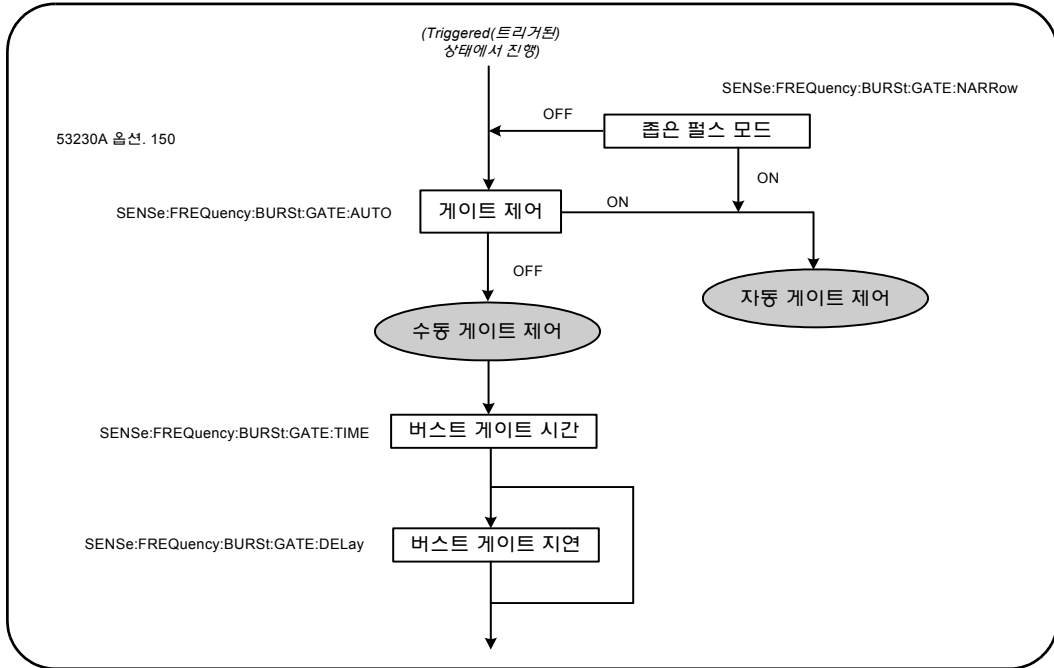 (Triggered(트리거된)
상태에서 진행)
SENSe:FREQuency:BURSt:GATE:NARRow
OFF
좁은 펄스 모드
53230A 옵션. 150
ON
SENSe:FREQuency:BURSt:GATE:AUTO
게이트 제어
ON
OFF
자동 게이트 제어
수동 게이트 제어
SENSe:FREQuency:BURSt:GATE:TIME
버스트 게이트 시간
SENSe:FREQuency:BURSt:GATE:DELay
버스트 게이트 지연